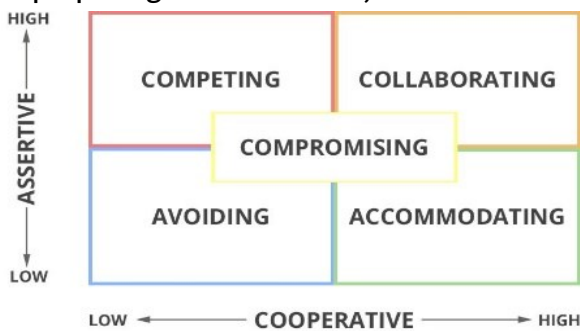 HIGH
COMPETING
COLLABORATING
ASSERTIVE
COMPROMISING
AVOIDING
ACCOMMODATING
LOW
LOW
COOPERATIVE
HIGH